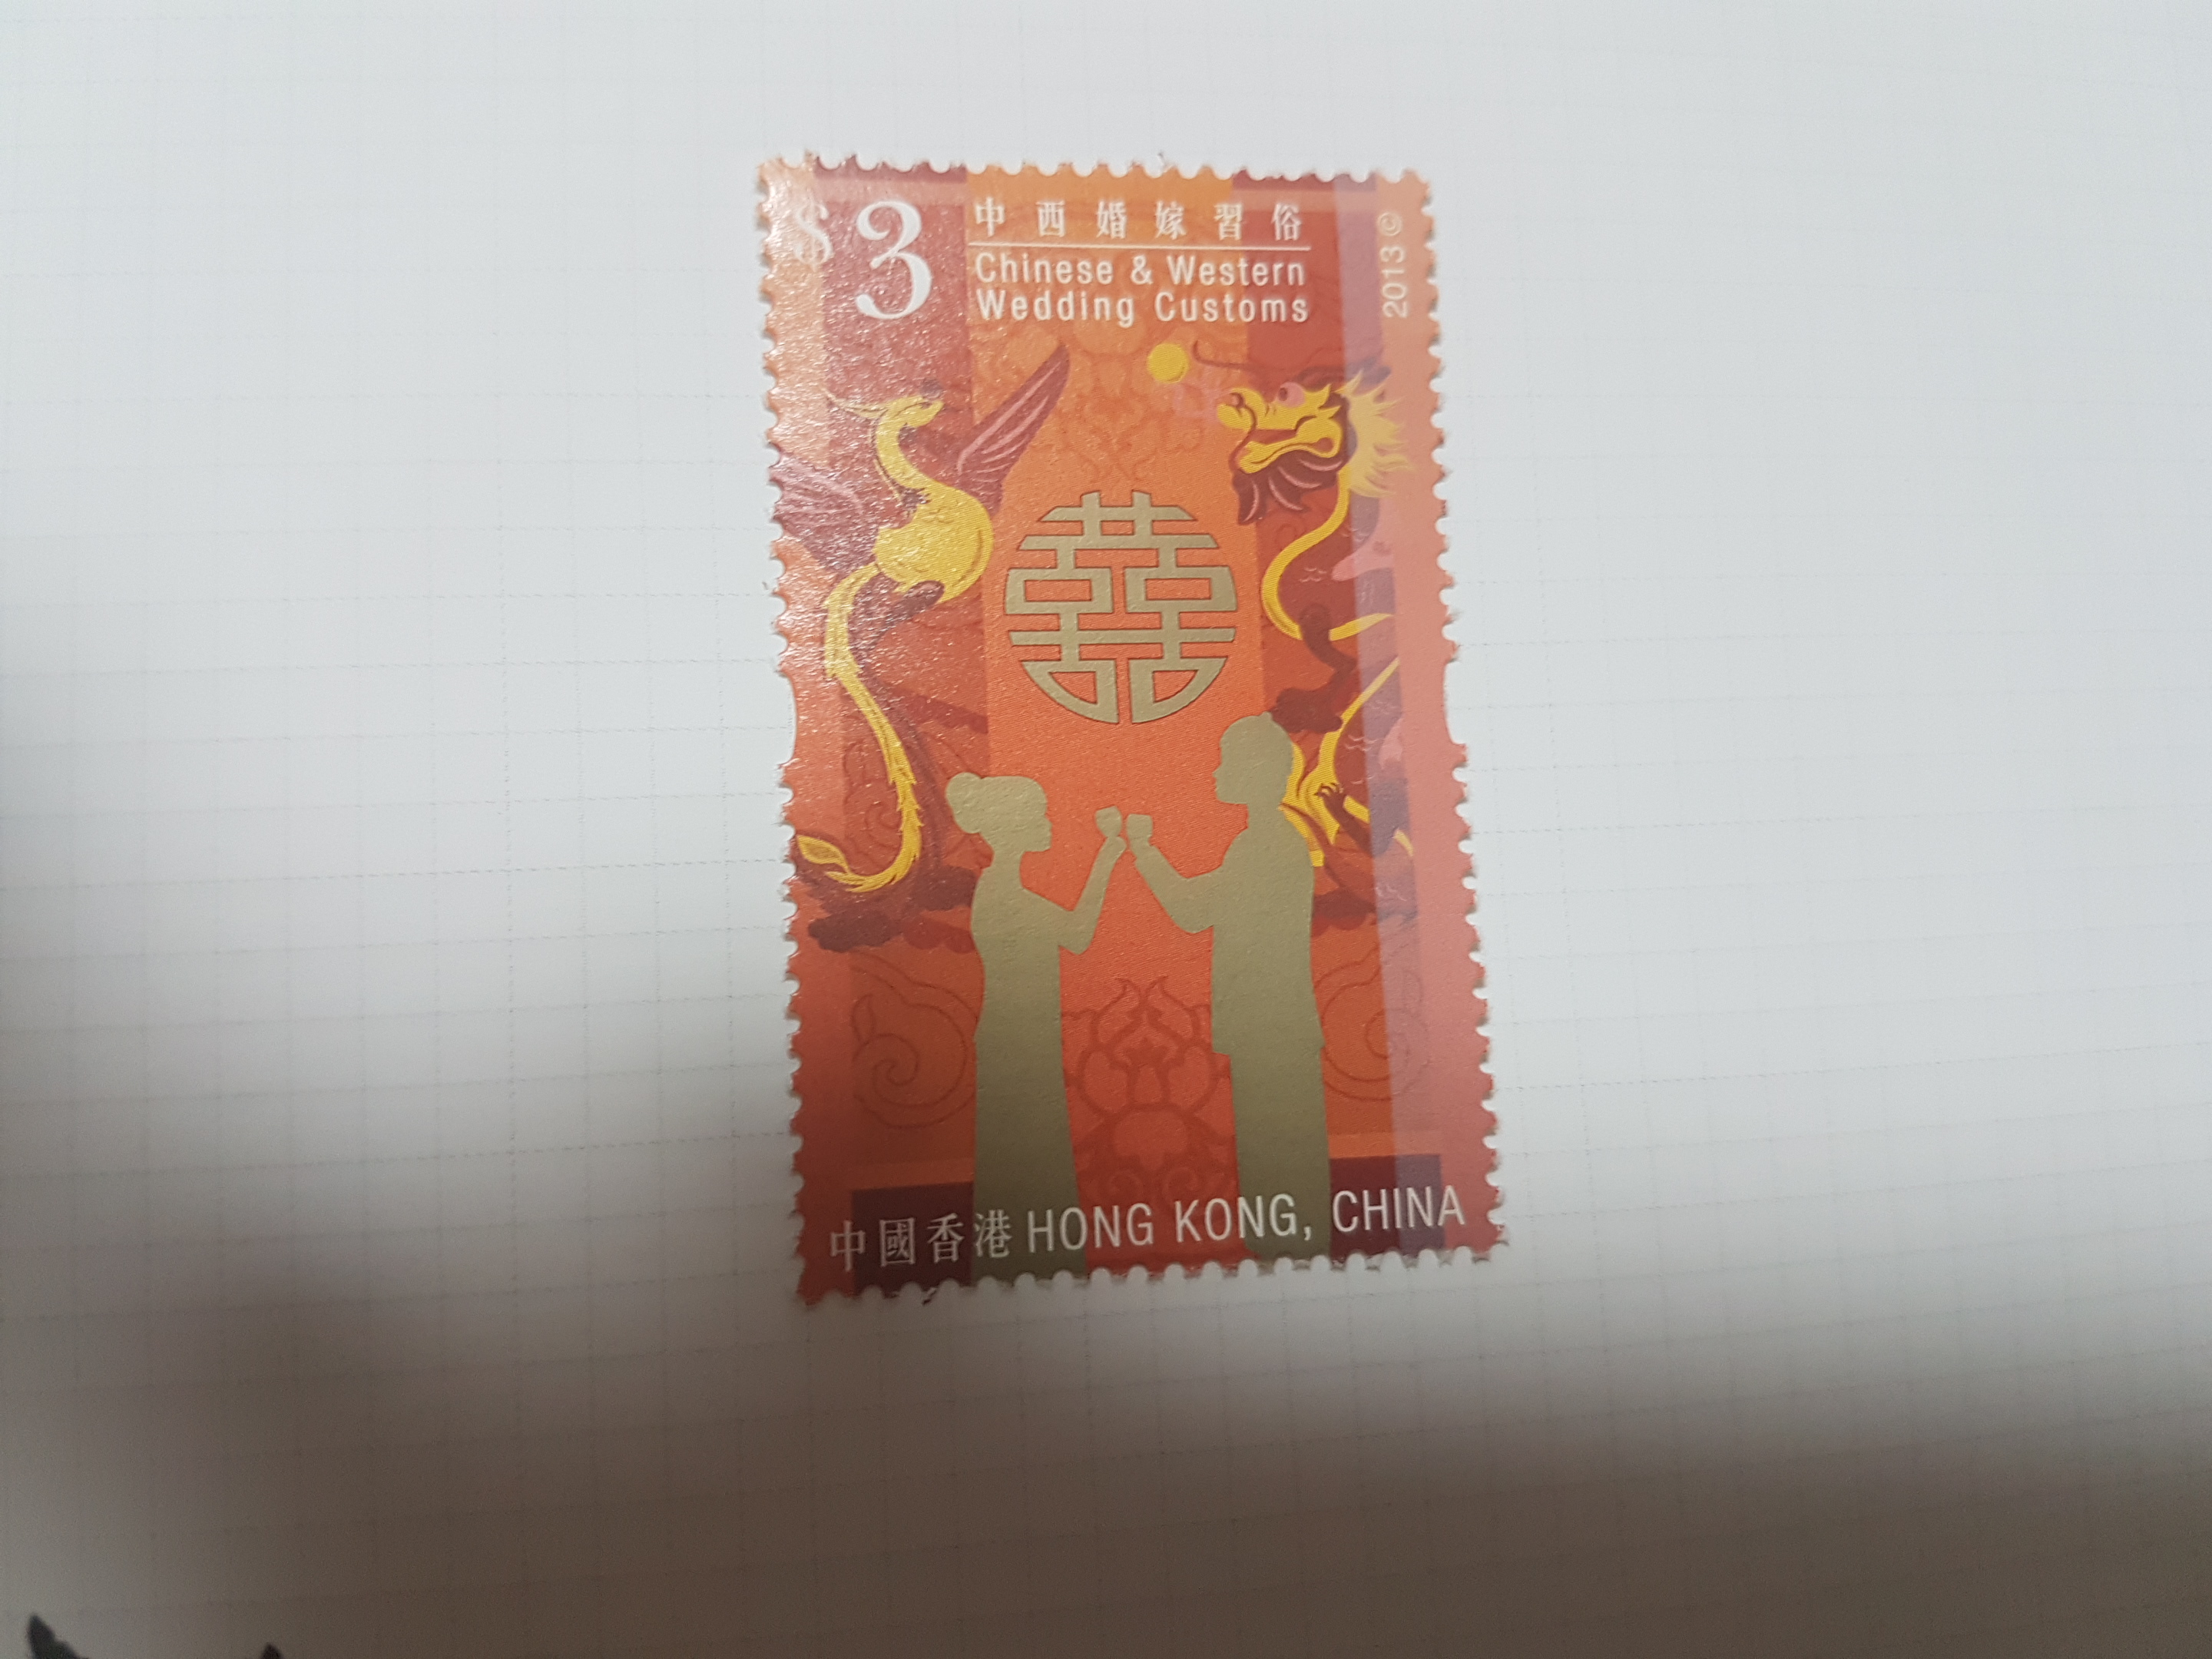 $3
中西婚嫁習俗
Chinese & Western
Wedding Customs
2013 ©
囍
中國香港 HONG KONG, CHINA